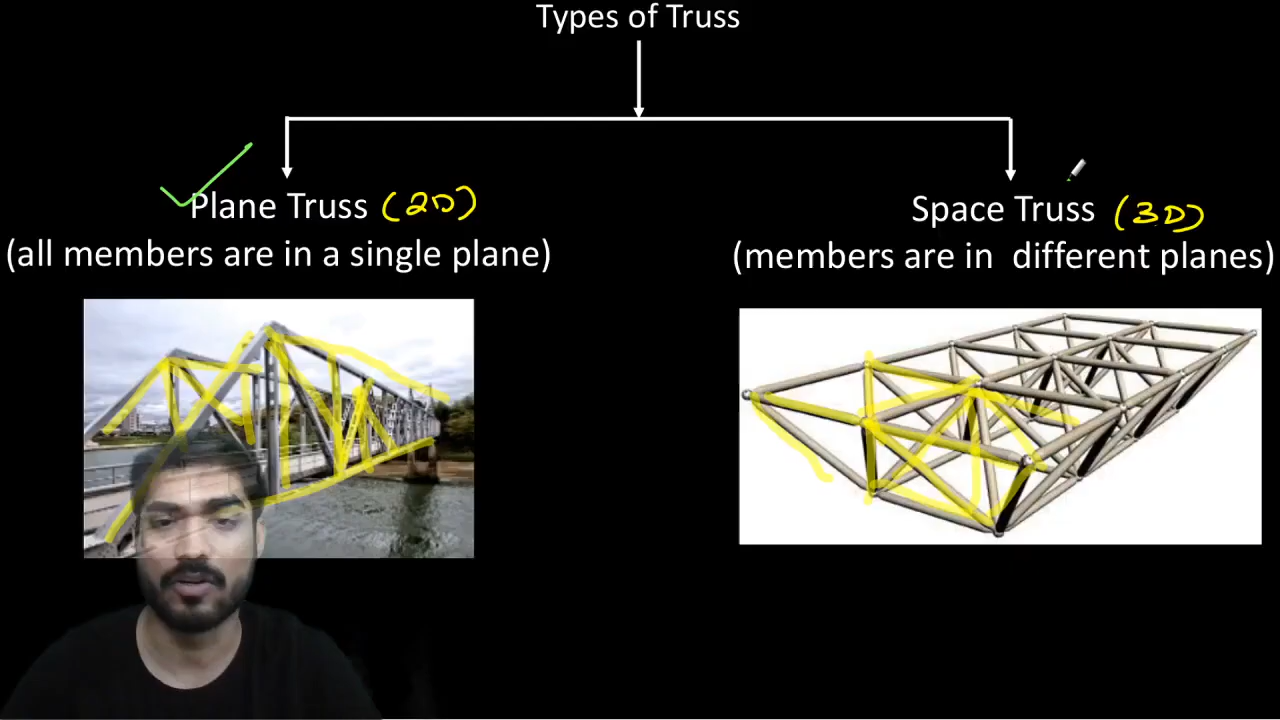 Types of Truss
Plane Truss (2D)
(all members are in a single plane)
Space Truss (3D)
(members are in different planes)